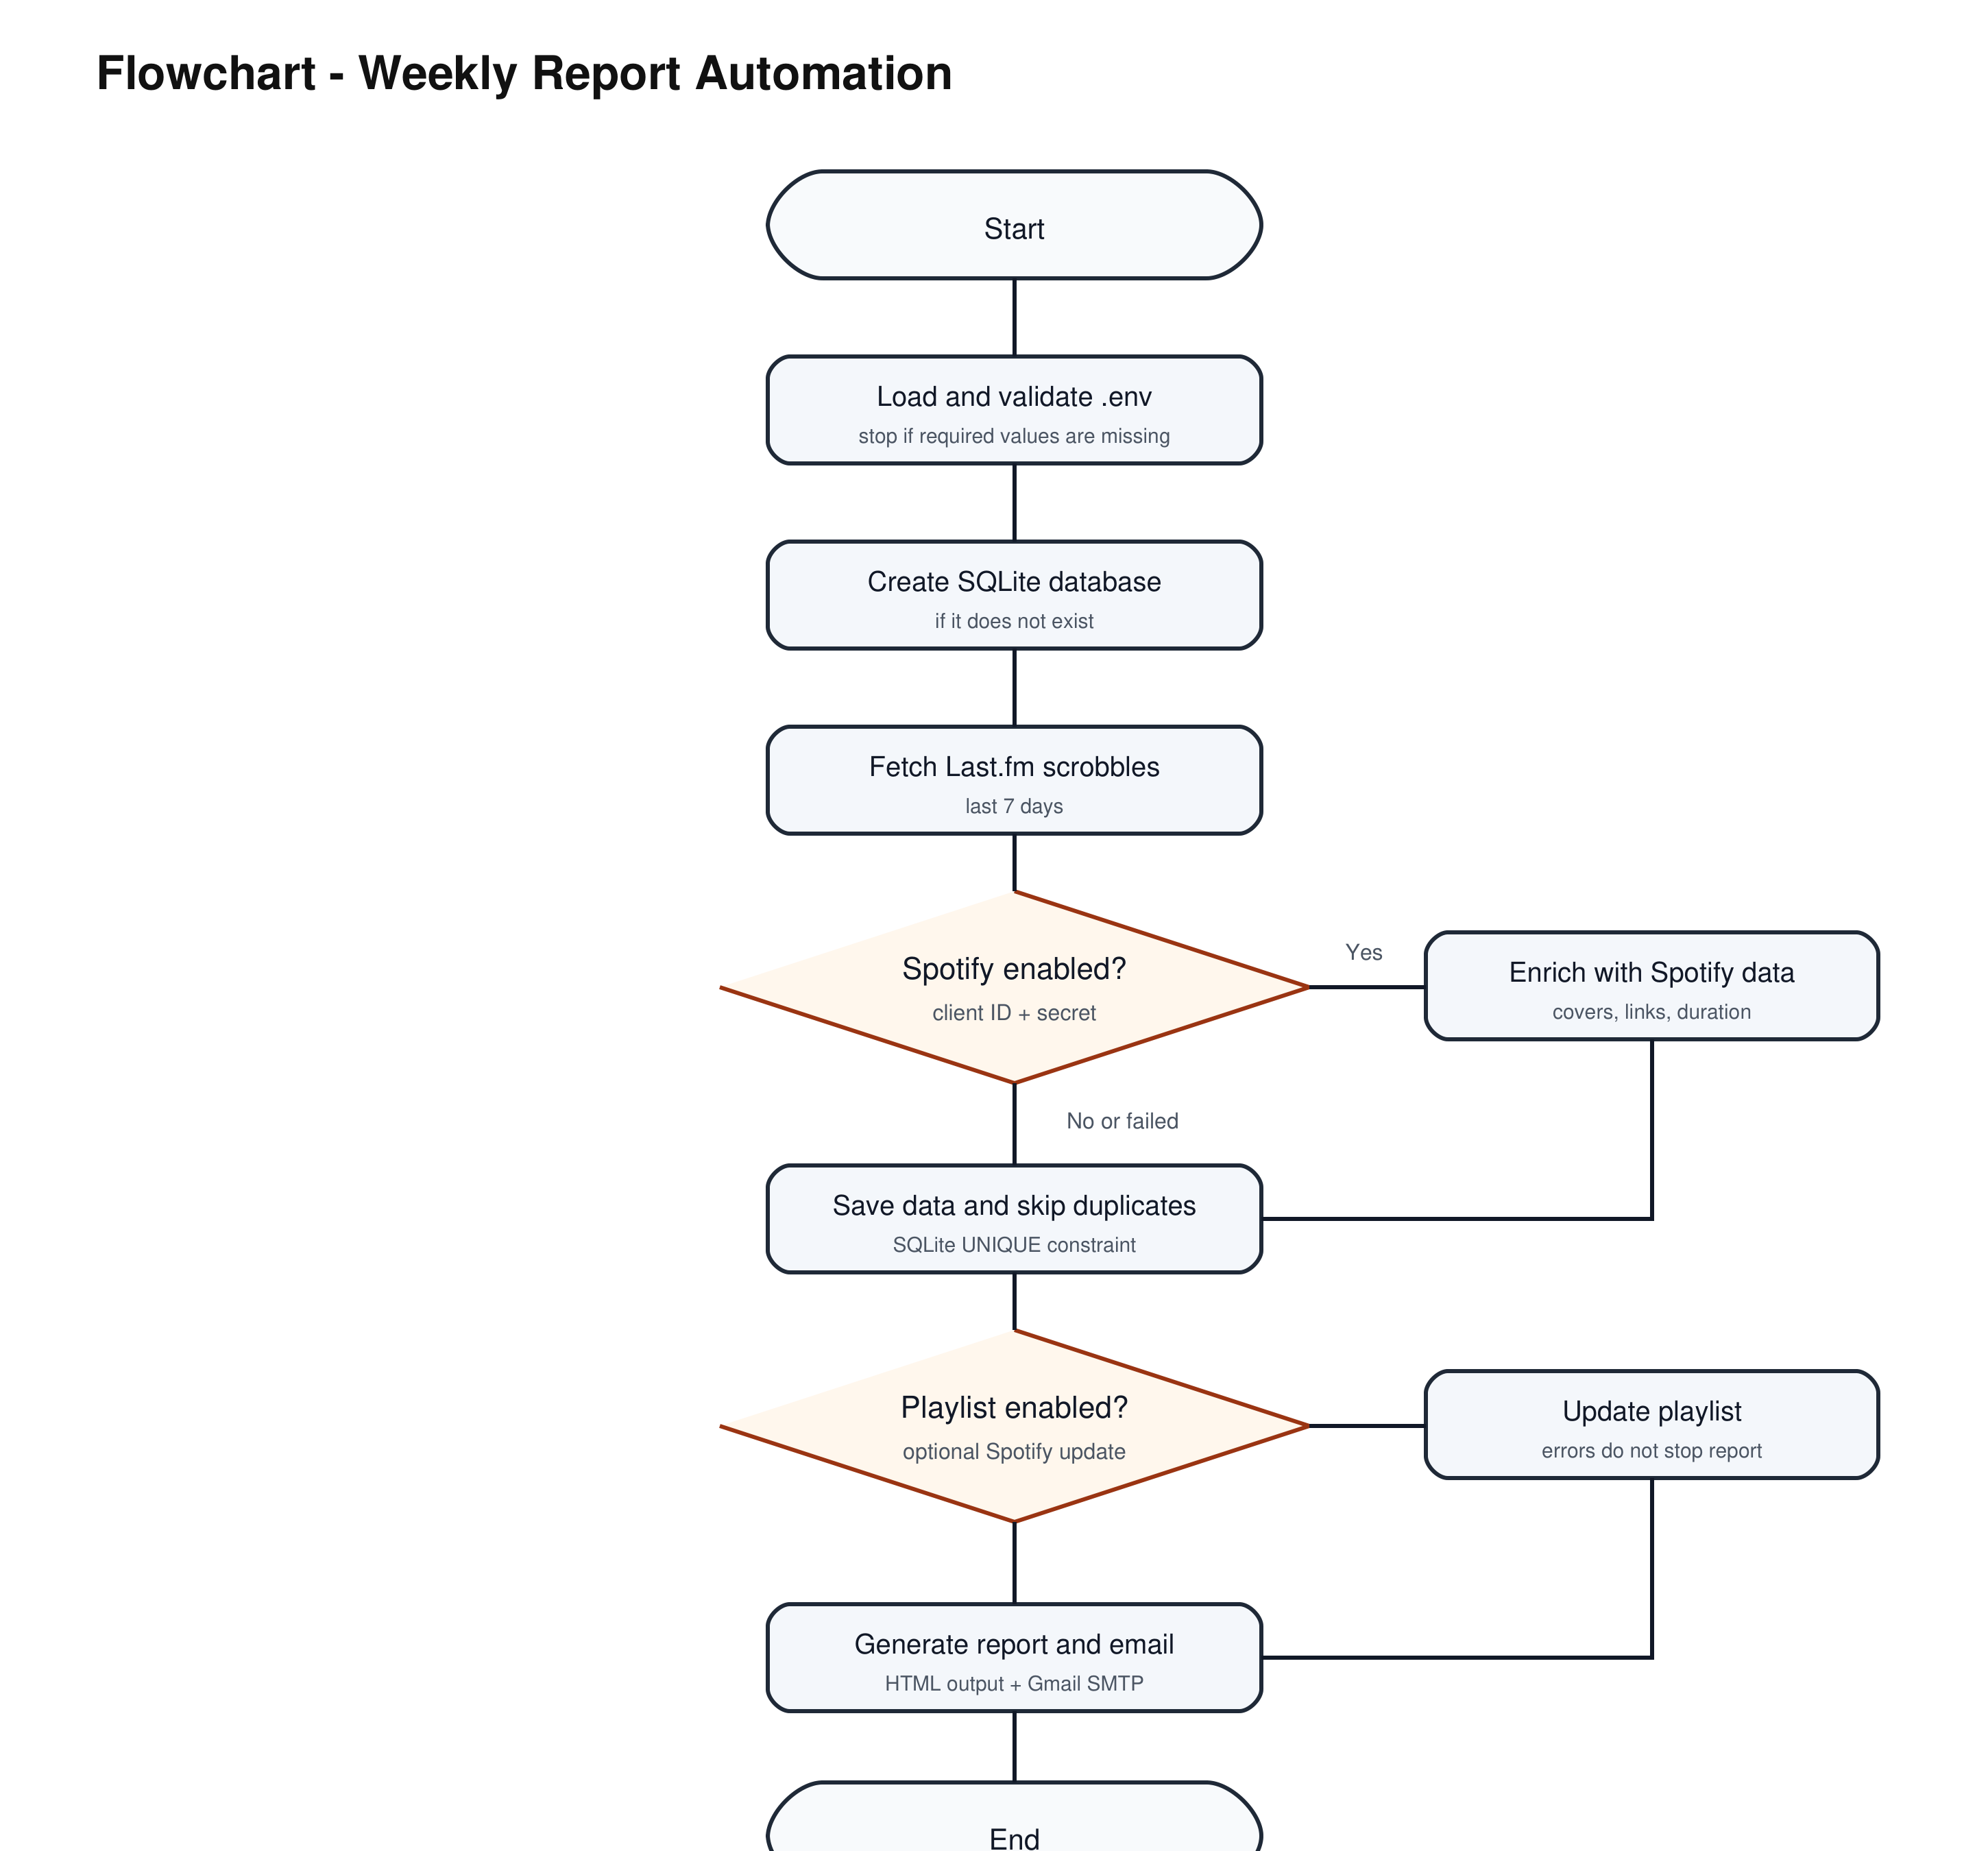 Flowchart - Weekly Report Automation
Start
Load and validate .env
stop if required values are missing
Create SQLite database
if it does not exist
Fetch Last.fm scrobbles
last 7 days
Spotify enabled?
client ID + secret
Yes
Enrich with Spotify data
covers, links, duration
No or failed
Save data and skip duplicates
SQLite UNIQUE constraint
Playlist enabled?
optional Spotify update
Update playlist
errors do not stop report
Generate report and email
HTML output + Gmail SMTP
End